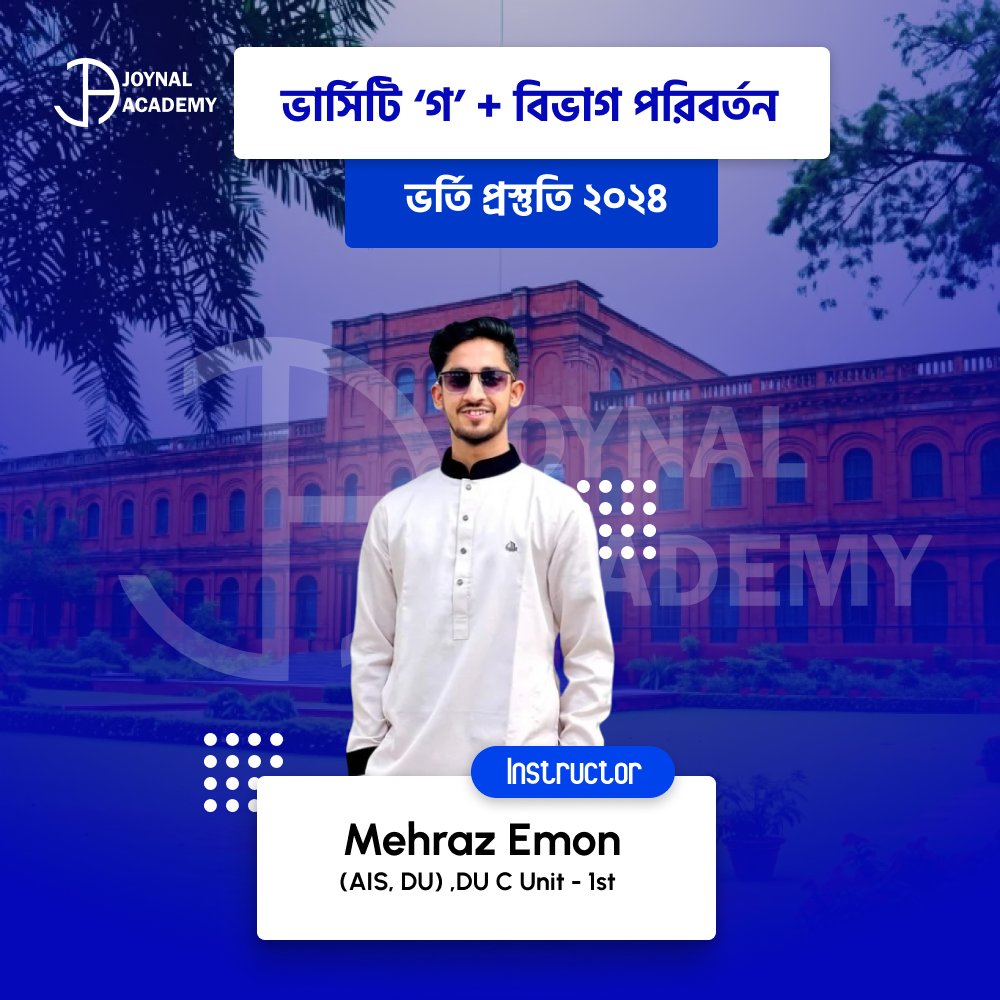 JOYNAL
ACADEMY
ভার্সিটি ‘গ’ + বিভাগ পরিবর্তন
ভর্তি প্রস্তুতি ২০২৪
JOYNAL
ACADEMY
Instructor
Mehraz Emon
(AIS, DU) ,DU C Unit - 1st